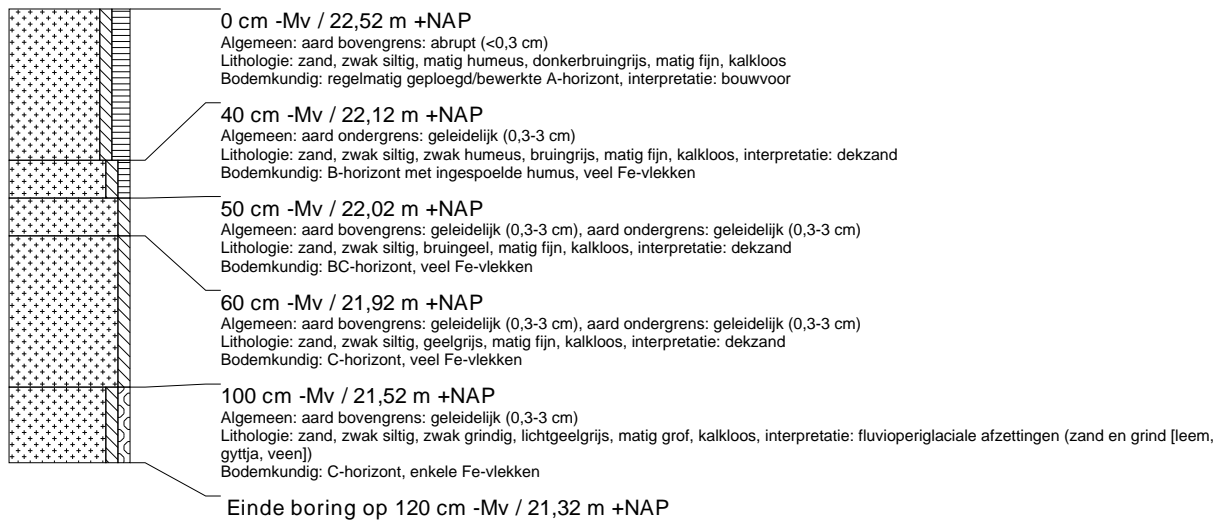 0 cm -Mv / 22,52 m +NAP
Algemeen: aard bovengrens: abrupt (<0,3 cm)
Lithologie: zand, zwak siltig, matig humeus, donkerbruingrijs, matig fijn, kalkloos
Bodemkundig: regelmatig geploegd/bewerkte A-horizont, interpretatie: bouwvoor
40 cm -Mv / 22,12 m +NAP
Algemeen: aard ondergrens: geleidelijk (0,3-3 cm)
Lithologie: zand, zwak siltig, zwak humeus, bruingrijs, matig fijn, kalkloos, interpretatie: dekzand
Bodemkundig: B-horizont met ingespoelde humus, veel Fe-vlekken
50 cm -Mv / 22,02 m +NAP
Algemeen: aard bovengrens: geleidelijk (0,3-3 cm), aard ondergrens: geleidelijk (0,3-3 cm)
Lithologie: zand, zwak siltig, bruingeel, matig fijn, kalkloos, interpretatie: dekzand
Bodemkundig: BC-horizont, veel Fe-vlekken
60 cm -Mv / 21,92 m +NAP
Algemeen: aard bovengrens: geleidelijk (0,3-3 cm), aard ondergrens: geleidelijk (0,3-3 cm)
Lithologie: zand, zwak siltig, geelgrijs, matig fijn, kalkloos, interpretatie: dekzand
Bodemkundig: C-horizont, veel Fe-vlekken
100 cm -Mv / 21,52 m +NAP
Algemeen: aard bovengrens: geleidelijk (0,3-3 cm)
Lithologie: zand, zwak siltig, zwak grindig, lichtgeelgrijs, matig grof, kalkloos, interpretatie: fluvioperiglaciale afzettingen (zand en grind [leem,
gyttja, veen])
Bodemkundig: C-horizont, enkele Fe-vlekken
Einde boring op 120 cm -Mv / 21,32 m +NAP